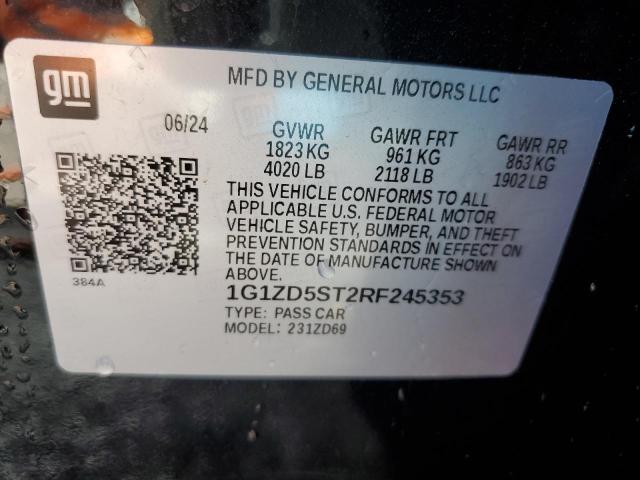 gm
MFD BY GENERAL MOTORS LLC
06/24
GVWR GAWR FRT GAWR RR
1823 KG 961 KG 863 KG
4020 LB 2118 LB 1902 LB
THIS VEHICLE CONFORMS TO ALL
APPLICABLE U.S. FEDERAL MOTOR
VEHICLE SAFETY, BUMPER, AND THEFT
PREVENTION STANDARDS IN EFFECT ON
THE DATE OF MANUFACTURE SHOWN
ABOVE.
384A
1G1ZD5ST2RF245353
TYPE: PASS CAR
MODEL: 231ZD69